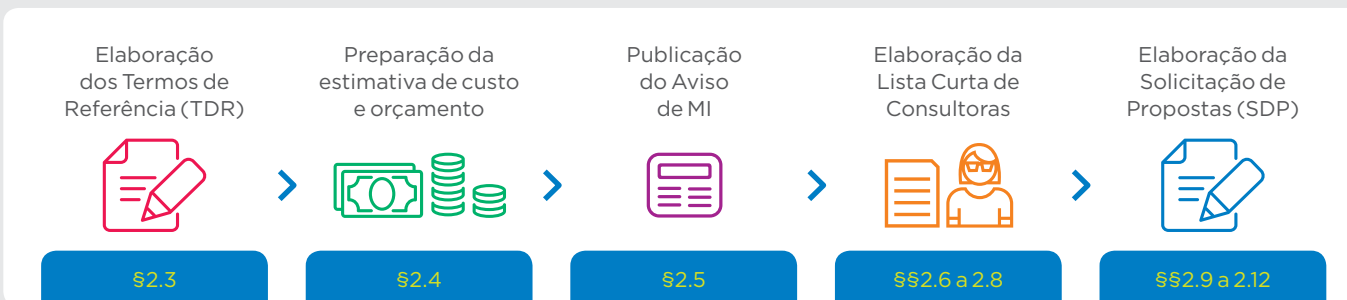 Elaboração
dos Termos de
Referência (TDR)
§2.3
Preparação da
estimativa de custo
e orçamento
§2.4
Publicação
do Aviso
de MI
§2.5
Elaboração da
Lista Curta de
Consultoras
§§2.6 a 2.8
Elaboração da
Solicitação de
Propostas (SDP)
§§2.9 a 2.12